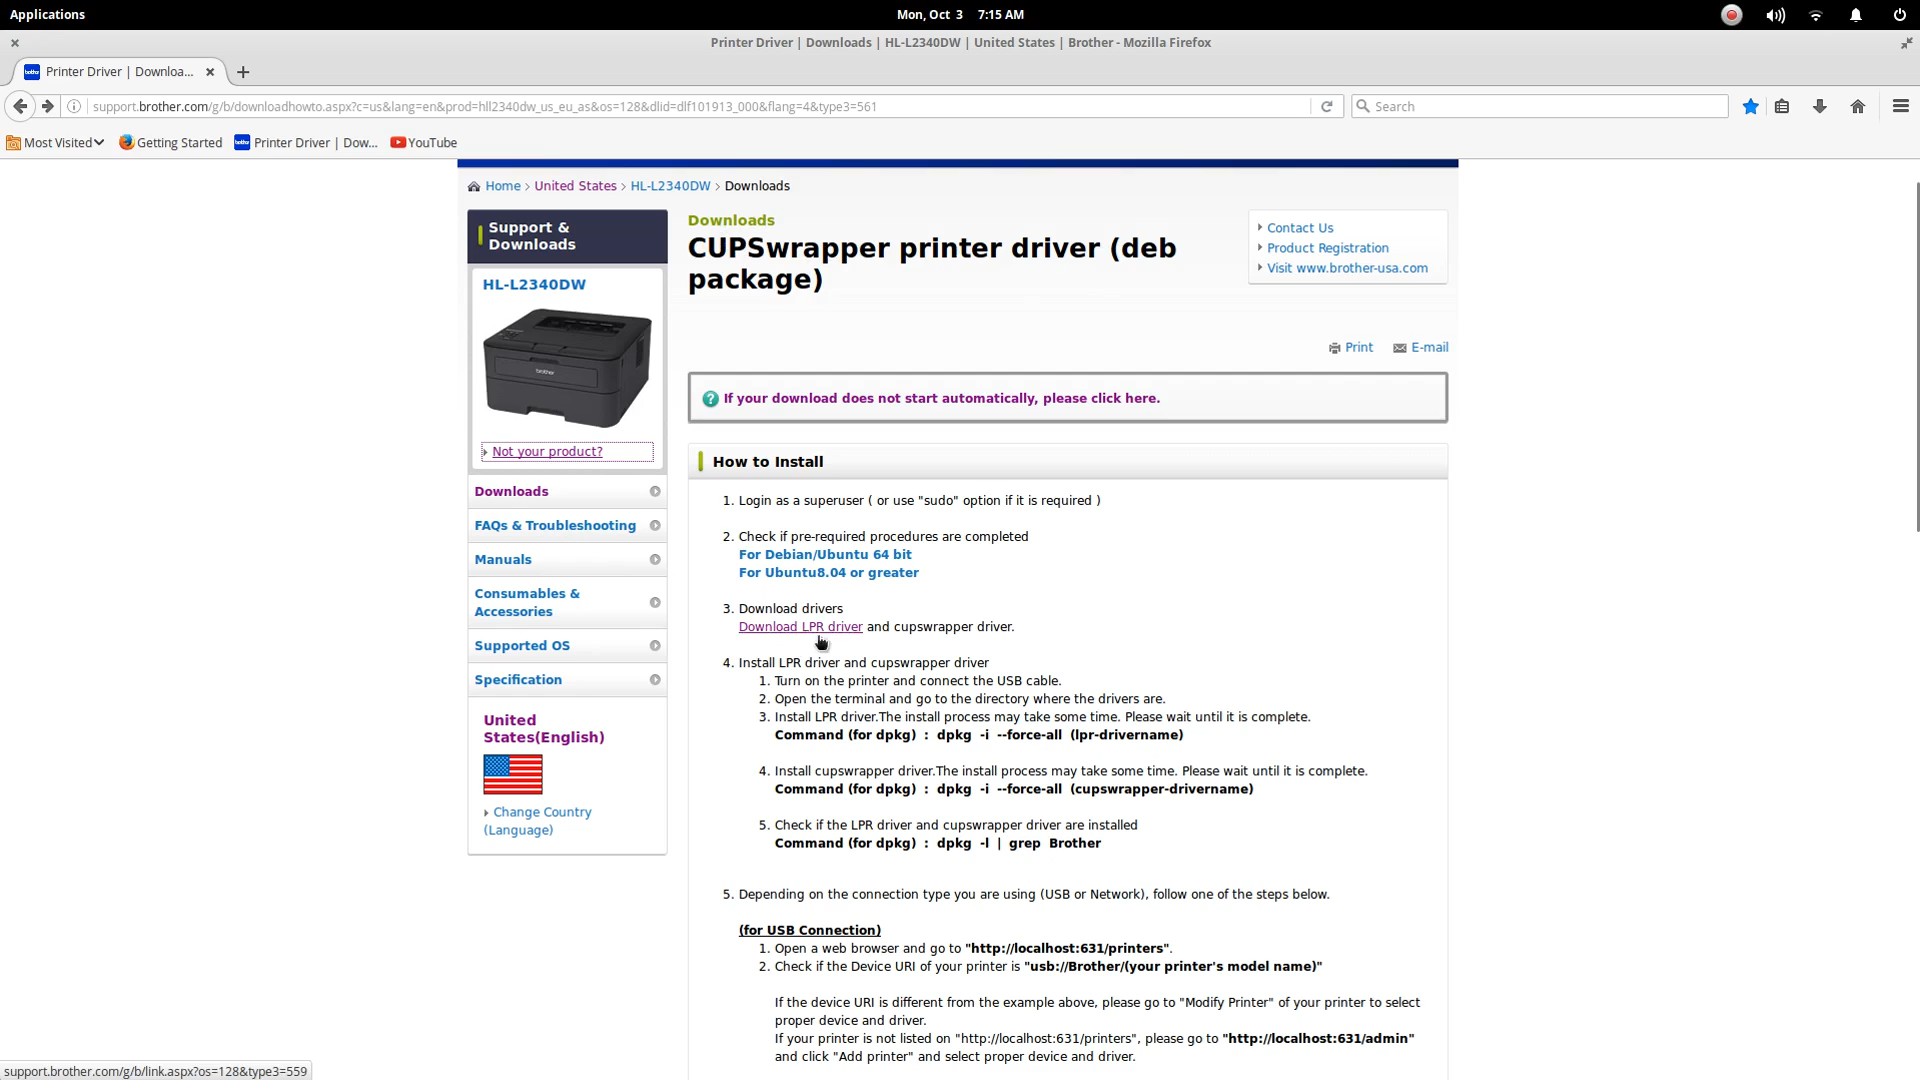 Applications
Mon, Oct 3 7:15 AM
Printer Driver | Downloads | HL-L2340DW | United States | Brother - Mozilla Firefox
Printer Driver | Downloa...
support.brother.com/g/b/downloadhowto.aspx?c=us&lang=en&prod=hll2340dw_us_eu_as&os=128&dlid=dlf101913_000&flang=4&type3=561
Search
Most Visited
Getting Started
Printer Driver | Dow...
YouTube
Home > United States > HL-L2340DW > Downloads
Support &
Downloads
HL-L2340DW
brother
Not your product?
Downloads
FAQs & Troubleshooting
Manuals
Consumables &
Accessories
Supported OS
Specification
United
States(English)
Change Country
(Language)
Downloads
CUPSwrapper printer driver (deb
package)
Contact Us
Product Registration
Visit www.brother-usa.com
Print
E-mail
If your download does not start automatically, please click here.
How to Install
1. Login as a superuser ( or use "sudo" option if it is required )
2. Check if pre-required procedures are completed
For Debian/Ubuntu 64 bit
For Ubuntu8.04 or greater
3. Download drivers
Download LPR driver and cupswrapper driver.
4. Install LPR driver and cupswrapper driver
1. Turn on the printer and connect the USB cable.
2. Open the terminal and go to the directory where the drivers are.
3. Install LPR driver.The install process may take some time. Please wait until it is complete.
Command (for dpkg) : dpkg -i --force-all (lpr-drivername)
4. Install cupswrapper driver.The install process may take some time. Please wait until it is complete.
Command (for dpkg) : dpkg -i --force-all (cupswrapper-drivername)
5. Check if the LPR driver and cupswrapper driver are installed
Command (for dpkg) : dpkg -l | grep Brother
5. Depending on the connection type you are using (USB or Network), follow one of the steps below.
(for USB Connection)
1. Open a web browser and go to "http://localhost:631/printers".
2. Check if the Device URI of your printer is "usb://Brother/(your printer's model name)"
If the device URI is different from the example above, please go to "Modify Printer" of your printer to select
proper device and driver.
If your printer is not listed on "http://localhost:631/printers", please go to "http://localhost:631/admin"
and click "Add printer" and select proper device and driver.
support.brother.com/g/b/link.aspx?os=128&type3=559